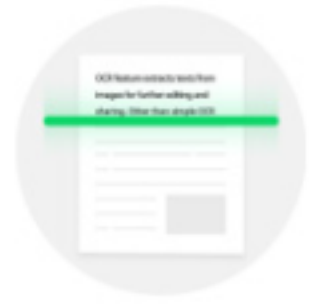 OCR feature extracts texts from
images for further editing and
sharing. Other than simple OCR